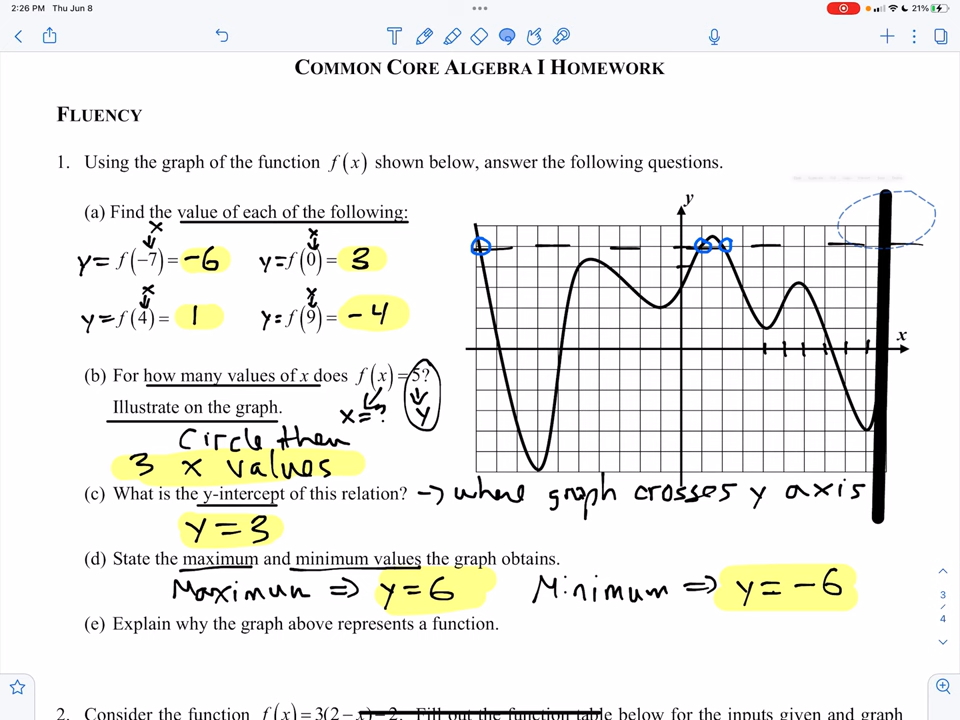 2:26 PM Thu Jun 8
21%
COMMON CORE ALGEBRA I HOMEWORK
FLUENCY
1. Using the graph of the function f(x) shown below, answer the following questions.
(a) Find the value of each of the following:
x x
y = f(−7) = −6 y = f(0) = 3
x x
y = f(4) = 1 y = f(9) = −4
y
x
(b) For how many values of x does f(x) = 5?
Illustrate on the graph.
x = ? y
Circle them
3 x values
(c) What is the y-intercept of this relation? → where graph crosses y axis
y = 3
(d) State the maximum and minimum values the graph obtains.
Maximum ⇒ y = 6 Minimum ⇒ y = −6
(e) Explain why the graph above represents a function.
3
/
4
2. Consider the function f(x) = 3(2 − x) − 2. Fill out the function table below for the inputs given and graph